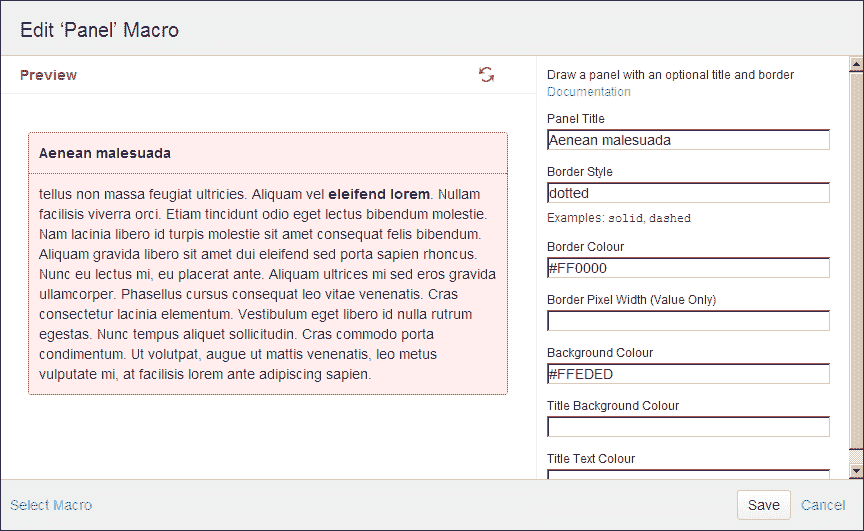 Edit ‘Panel’ Macro
Preview
Aenean malesuada
tellus non massa feugiat ultricies. Aliquam vel eleifend lorem. Nullam
facilisis viverra orci. Etiam tincidunt odio eget lectus bibendum molestie.
Nam lacinia libero id turpis molestie sit amet consequat felis bibendum.
Aliquam gravida libero sit amet dui eleifend sed porta sapien rhoncus.
Nunc eu lectus mi, eu placerat ante. Aliquam ultrices mi sed eros gravida
ullamcorper. Phasellus cursus consequat leo vitae venenatis. Cras
consectetur lacinia elementum. Vestibulum eget libero id nulla rutrum
egestas. Nunc tempus aliquet sollicitudin. Cras commodo porta
condimentum. Ut volutpat, augue ut mattis venenatis, leo metus
vulputate mi, at facilisis lorem ante adipiscing sapien.
Draw a panel with an optional title and border
Documentation
Panel Title
Aenean malesuada
Border Style
dotted
Examples: solid, dashed
Border Colour
#FF0000
Border Pixel Width (Value Only)
Background Colour
#FFEDED
Title Background Colour
Title Text Colour
Select Macro
Save
Cancel